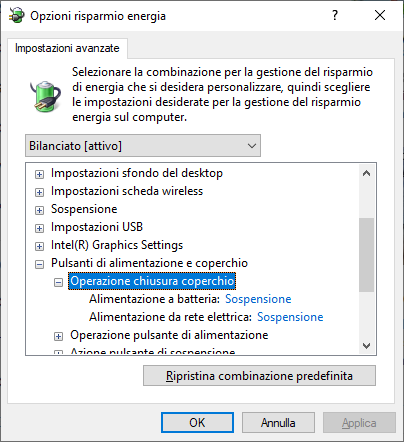 Opzioni risparmio energia
Impostazioni avanzate
Selezionare la combinazione per la gestione del risparmio
di energia che si desidera personalizzare, quindi scegliere
le impostazioni desiderate per la gestione del risparmio
energia sul computer.
Bilanciato [attivo]
Impostazioni sfondo del desktop
Impostazioni scheda wireless
Sospensione
Impostazioni USB
Intel(R) Graphics Settings
Pulsanti di alimentazione e coperchio
Operazione chiusura coperchio
Alimentazione a batteria: Sospensione
Alimentazione da rete elettrica: Sospensione
Operazione pulsante di alimentazione
Azione pulsante di sospensione
Ripristina combinazione predefinita
OK Annulla Applica